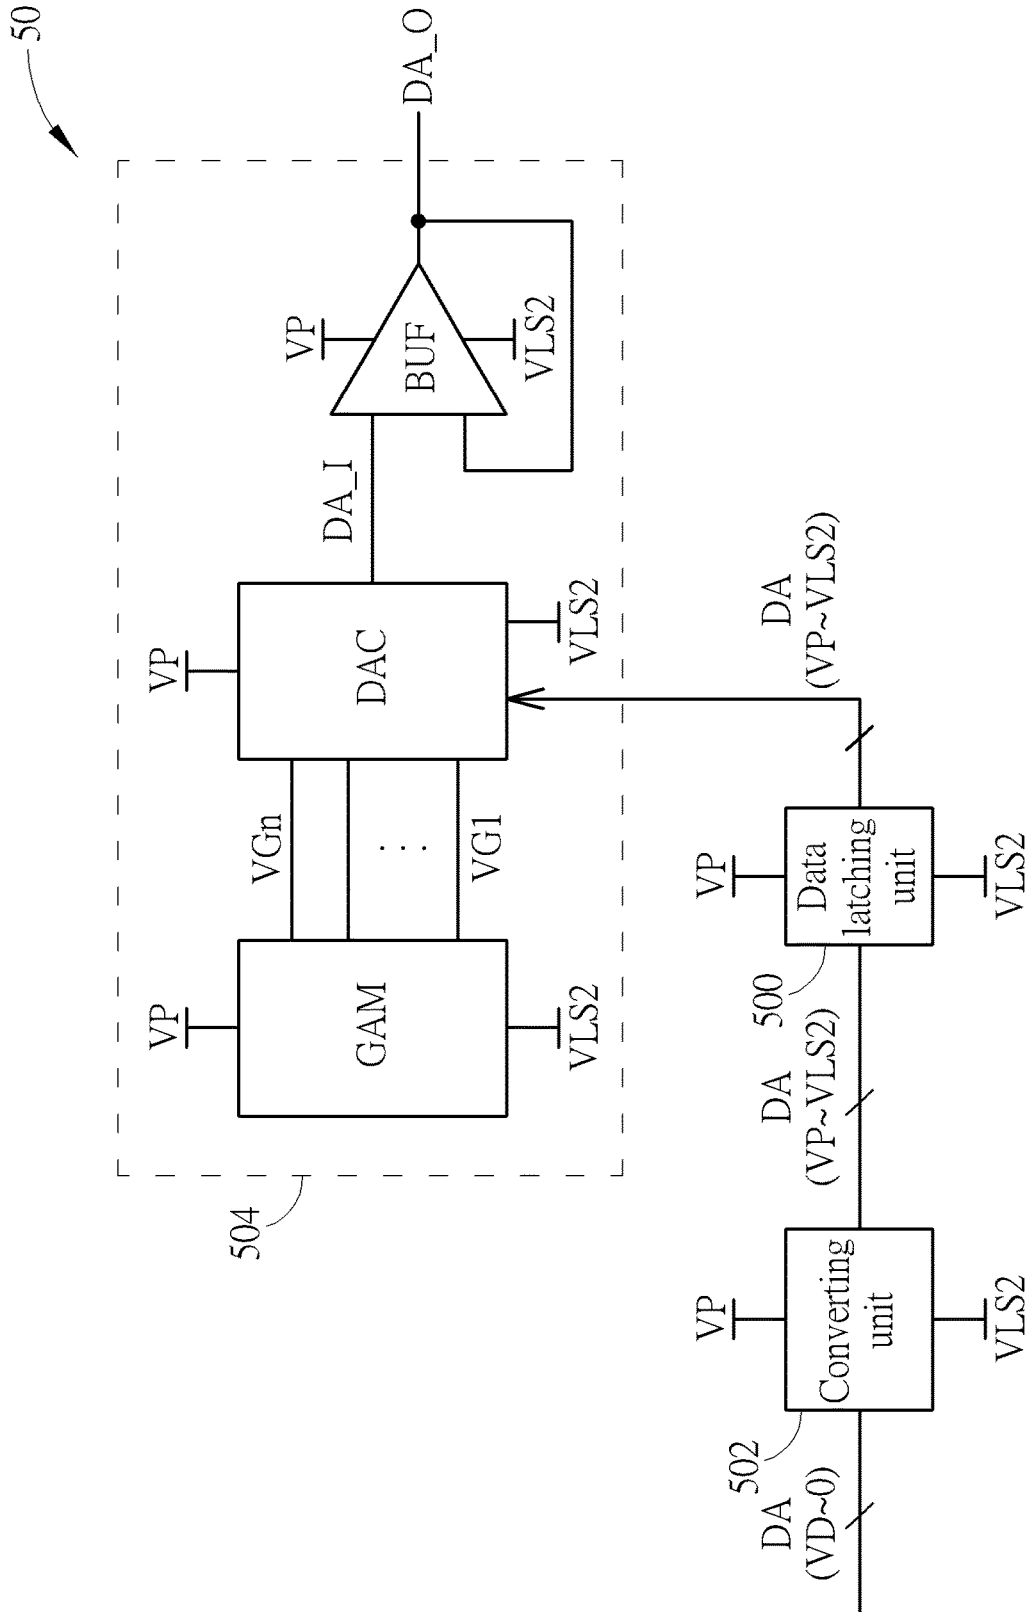 50
504
VP
GAM
VLS2
VGn
. . .
VG1
VP
DAC
VLS2
DA_I
VP
BUF
VLS2
DA_O
DA
(VD~0)
502
VP
Converting
unit
VLS2
DA
(VP~VLS2)
500
VP
Data
latching
unit
VLS2
DA
(VP~VLS2)